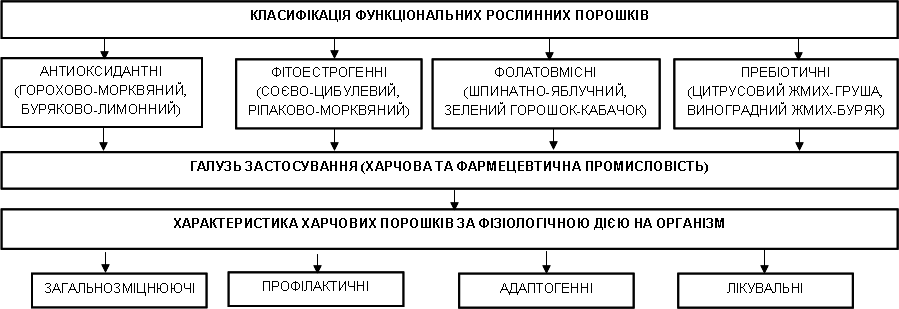 КЛАСИФІКАЦІЯ ФУНКЦІОНАЛЬНИХ РОСЛИННИХ ПОРОШКІВ
АНТИОКСИДАНТНІ
(ГОРОХОВО-МОРКВЯНИЙ,
БУРЯКОВО-ЛИМОННИЙ)
ФІТОЕСТРОГЕННІ
(СОЄВО-ЦИБУЛЕВИЙ,
РІПАКОВО-МОРКВЯНИЙ)
ФОЛАТОВМІСНІ
(ШПИНАТНО-ЯБЛУЧНИЙ,
ЗЕЛЕНИЙ ГОРОШОК-КАБАЧОК)
ПРЕБІОТИЧНІ
(ЦИТРУСОВИЙ ЖМИХ-ГРУША,
ВИНОГРАДНИЙ ЖМИХ-БУРЯК)
ГАЛУЗЬ ЗАСТОСУВАННЯ (ХАРЧОВА ТА ФАРМЕЦЕВТИЧНА ПРОМИСЛОВІСТЬ)
ХАРАКТЕРИСТИКА ХАРЧОВИХ ПОРОШКІВ ЗА ФІЗІОЛОГІЧНОЮ ДІЄЮ НА ОРГАНІЗМ
ЗАГАЛЬНОЗМІЦНЮЮЧІ
ПРОФІЛАКТИЧНІ
АДАПТОГЕННІ
ЛІКУВАЛЬНІ